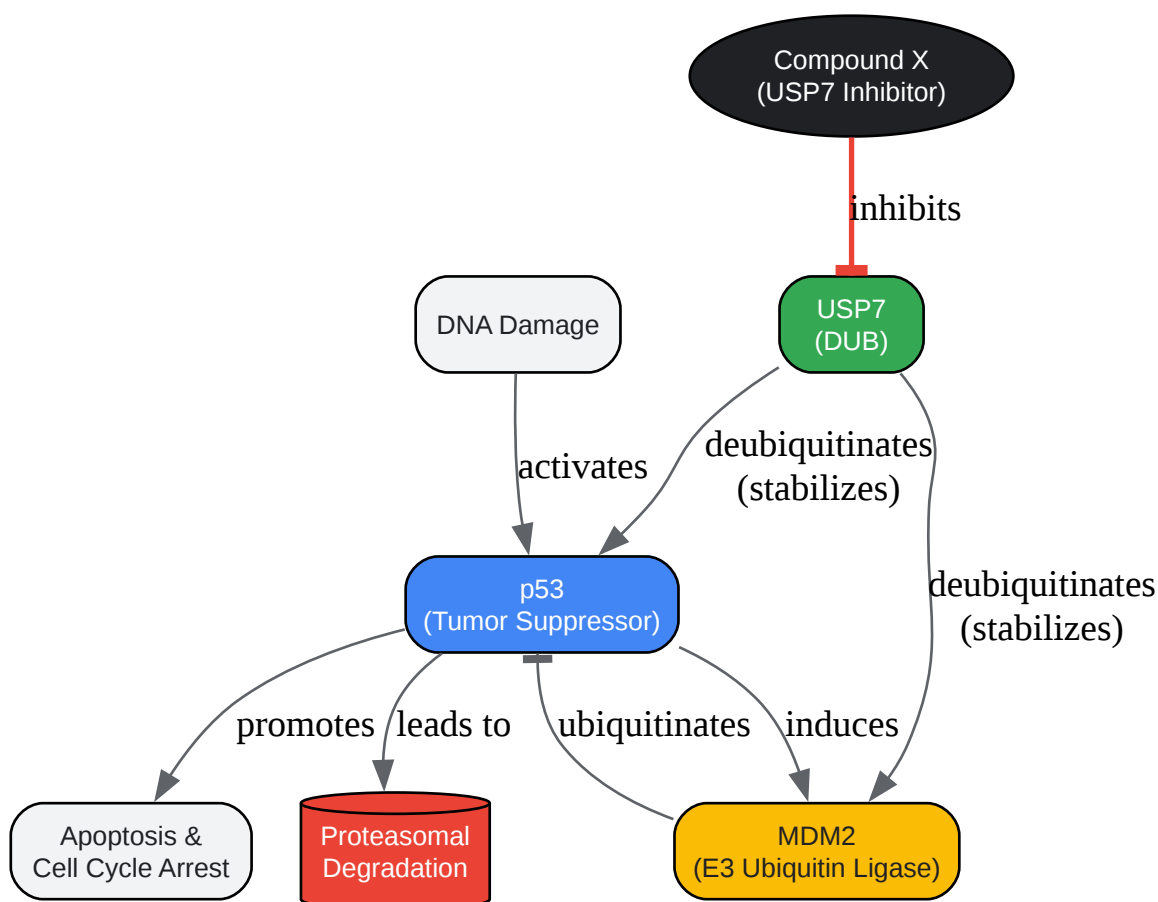 Compound X
(USP7 Inhibitor)
inhibits
DNA Damage
USP7
(DUB)
activates
deubiquitinates
(stabilizes)
deubiquitinates
(stabilizes)
p53
(Tumor Suppressor)
promotes
leads to
ubiquitinates
induces
Apoptosis &
Cell Cycle Arrest
Proteasomal
Degradation
MDM2
(E3 Ubiquitin Ligase)